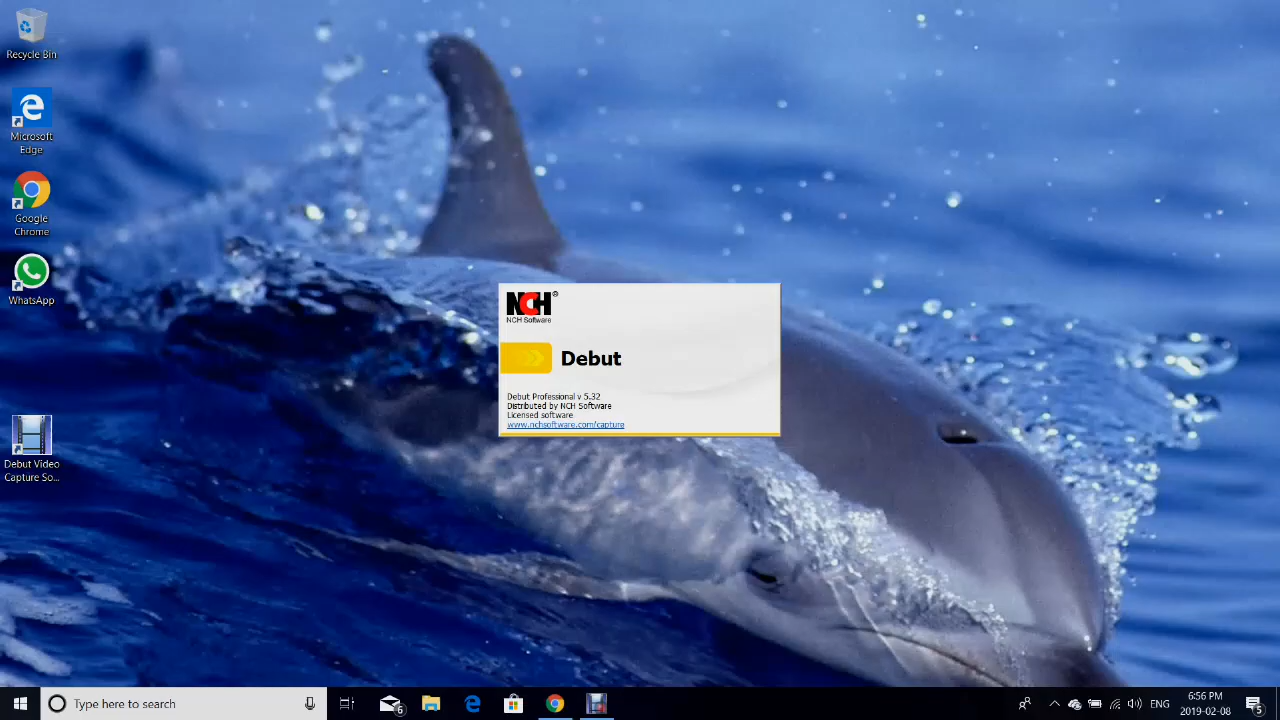 Recycle Bin
Microsoft
Edge
Google
Chrome
WhatsApp
Debut Video
Capture So...
NCH®
NCH Software
Debut
Debut Professional v 5.32
Distributed by NCH Software
Licensed software
www.nchsoftware.com/capture
Type here to search
6
ENG
6:56 PM
2019-02-08
5